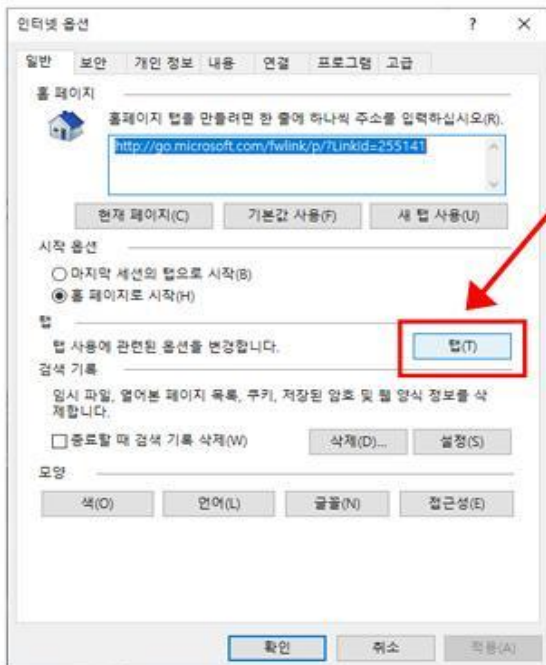 인터넷 옵션 ? ×
일반 보안 개인 정보 내용 연결 프로그램 고급
홈 페이지
홈페이지 탭을 만들려면 한 줄에 하나씩 주소를 입력하십시오(R).
http://go.microsoft.com/fwlink/p/?LinkId=255141
현재 페이지(C) 기본값 사용(F) 새 탭 사용(U)
시작 옵션
마지막 세션의 탭으로 시작(B)
홈 페이지로 시작(H)
탭
탭 사용에 관련된 옵션을 변경합니다. 탭(T)
검색 기록
임시 파일, 열어본 페이지 목록, 쿠키, 저장된 암호 및 웹 양식 정보를 삭
제합니다.
종료할 때 검색 기록 삭제(W) 삭제(D)... 설정(S)
모양
색(O) 언어(L) 글꼴(N) 접근성(E)
확인 취소 적용(A)